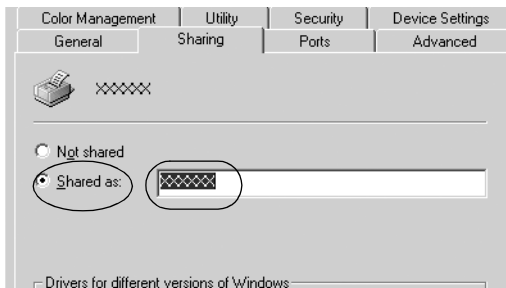 Color Management Utility Security Device Settings
General Sharing Ports Advanced
XXXXXX
Not shared
Shared as: XXXXXX
Drivers for different versions of Windows